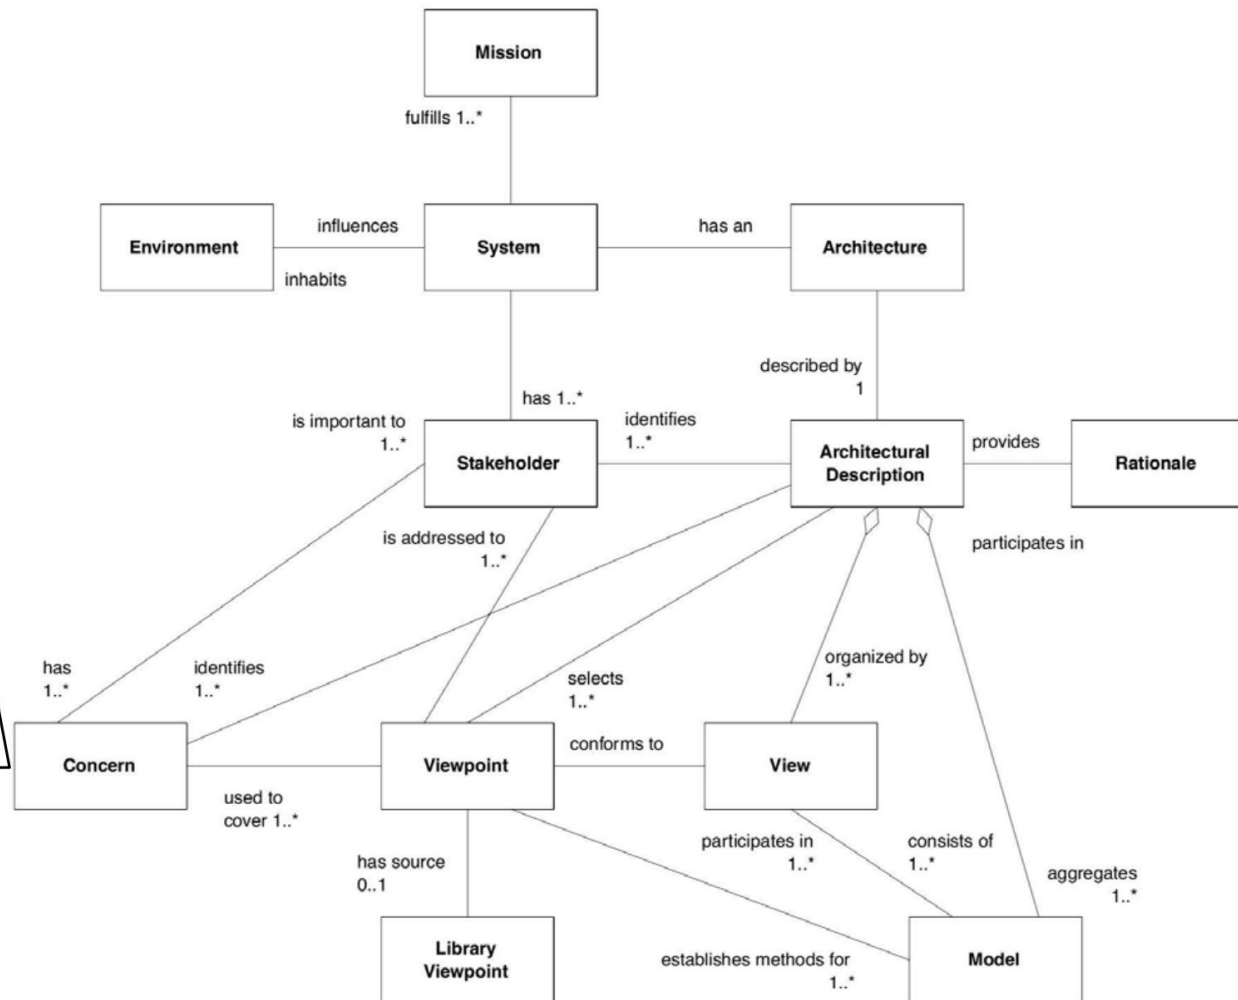 Mission
fulfills 1..*
influences
has an
Environment
System
Architecture
inhabits
described by
1
has 1..*
is important to
1..*
identifies
1..*
Stakeholder
Architectural
Description
provides
Rationale
is addressed to
1..*
participates in
has
1..*
identifies
1..*
selects
1..*
organized by
1..*
conforms to
Concern
Viewpoint
View
used to
cover 1..*
participates in
1..*
consists of
1..*
has source
0..1
aggregates
1..*
Library
Viewpoint
establishes methods for
1..*
Model